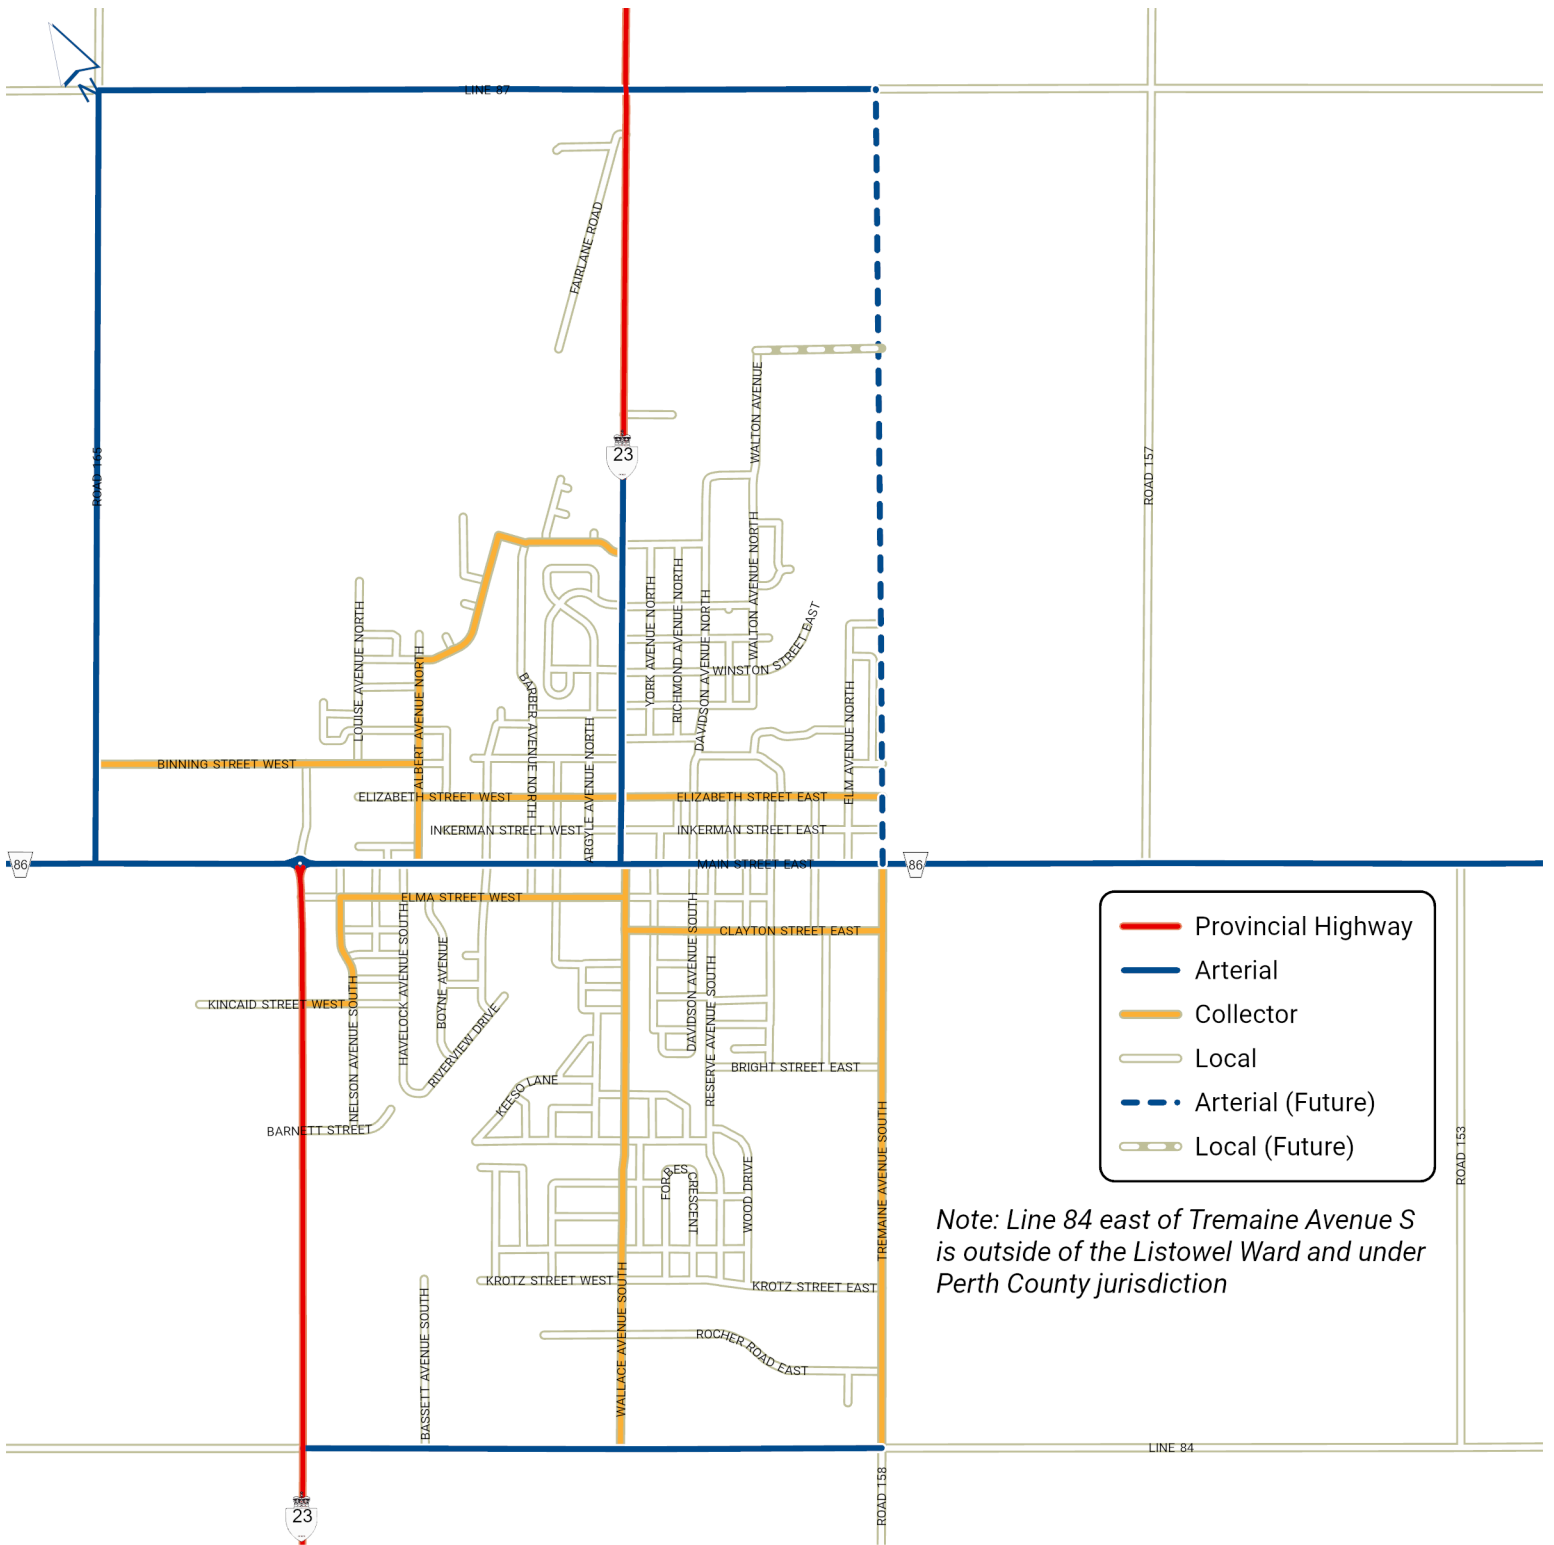 N
LINE 87
FAIRLANE ROAD
ROAD 165
WALTON AVENUE
ROAD 157
23
WALTON AVENUE NORTH
YORK AVENUE NORTH
RICHMOND AVENUE NORTH
DAVIDSON AVENUE NORTH
WINSTON STREET EAST
LOUISE AVENUE NORTH
ALBERT AVENUE NORTH
BARBER AVENUE NORTH
ARGYLE AVENUE NORTH
ELM AVENUE NORTH
BINNING STREET WEST
ELIZABETH STREET WEST
ELIZABETH STREET EAST
INKERMAN STREET WEST
INKERMAN STREET EAST
86
MAIN STREET EAST
86
ELMA STREET WEST
CLAYTON STREET EAST
HAVELOCK AVENUE SOUTH
BOYNE AVENUE
DAVIDSON AVENUE SOUTH
RESERVE AVENUE SOUTH
KINCAID STREET WEST
NELSON AVENUE SOUTH
RIVERVIEW DRIVE
BRIGHT STREET EAST
KEESO LANE
BARNETT STREET
FORBES CRESCENT
WOOD DRIVE
TREMAINE AVENUE SOUTH
ROAD 153
KROTZ STREET WEST
KROTZ STREET EAST
WALLACE AVENUE SOUTH
BASSETT AVENUE SOUTH
ROCHER ROAD EAST
LINE 84
ROAD 158
23
Provincial Highway
Arterial
Collector
Local
Arterial (Future)
Local (Future)
Note: Line 84 east of Tremaine Avenue S
is outside of the Listowel Ward and under
Perth County jurisdiction